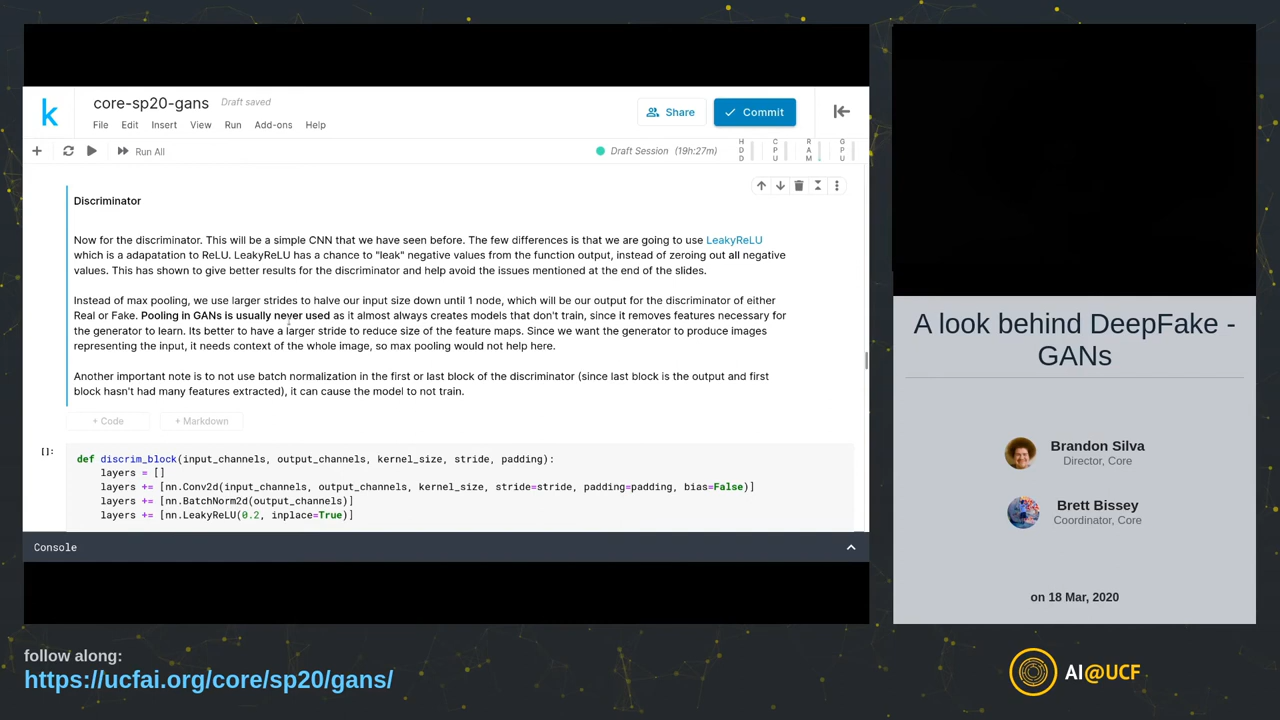 k
core-sp20-gans Draft saved
File Edit Insert View Run Add-ons Help
Share
Commit
+ Run All
Draft Session (19h:27m)
HDD CPU RAM GPU
Discriminator
Now for the discriminator. This will be a simple CNN that we have seen before. The few differences is that we are going to use LeakyReLU
which is a adapatation to ReLU. LeakyReLU has a chance to "leak" negative values from the function output, instead of zeroing out all negative
values. This has shown to give better results for the discriminator and help avoid the issues mentioned at the end of the slides.
Instead of max pooling, we use larger strides to halve our input size down until 1 node, which will be our output for the discriminator of either
Real or Fake. Pooling in GANs is usually never used as it almost always creates models that don't train, since it removes features necessary for
the generator to learn. Its better to have a larger stride to reduce size of the feature maps. Since we want the generator to produce images
representing the input, it needs context of the whole image, so max pooling would not help here.
Another important note is to not use batch normalization in the first or last block of the discriminator (since last block is the output and first
block hasn't had many features extracted), it can cause the model to not train.
+ Code + Markdown
[]:
def discrim_block(input_channels, output_channels, kernel_size, stride, padding):
layers = []
layers += [nn.Conv2d(input_channels, output_channels, kernel_size, stride=stride, padding=padding, bias=False)]
layers += [nn.BatchNorm2d(output_channels)]
layers += [nn.LeakyReLU(0.2, inplace=True)]
Console
A look behind DeepFake -
GANs
Brandon Silva
Director, Core
Brett Bissey
Coordinator, Core
on 18 Mar, 2020
follow along:
https://ucfai.org/core/sp20/gans/
AI@UCF